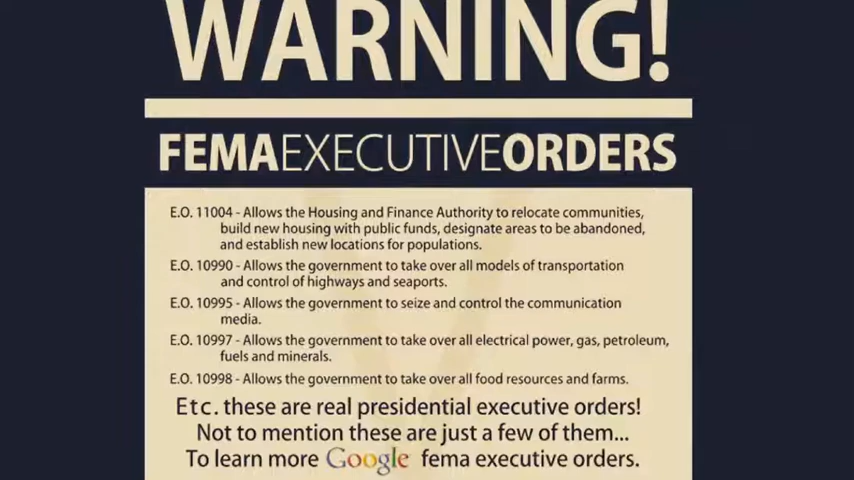 WARNING!
FEMAEXECUTIVEORDERS
E.O. 11004 - Allows the Housing and Finance Authority to relocate communities,
build new housing with public funds, designate areas to be abandoned,
and establish new locations for populations.
E.O. 10990 - Allows the government to take over all models of transportation
and control of highways and seaports.
E.O. 10995 - Allows the government to seize and control the communication
media.
E.O. 10997 - Allows the government to take over all electrical power, gas, petroleum,
fuels and minerals.
E.O. 10998 - Allows the government to take over all food resources and farms.
Etc. these are real presidential executive orders!
Not to mention these are just a few of them...
To learn more Google fema executive orders.